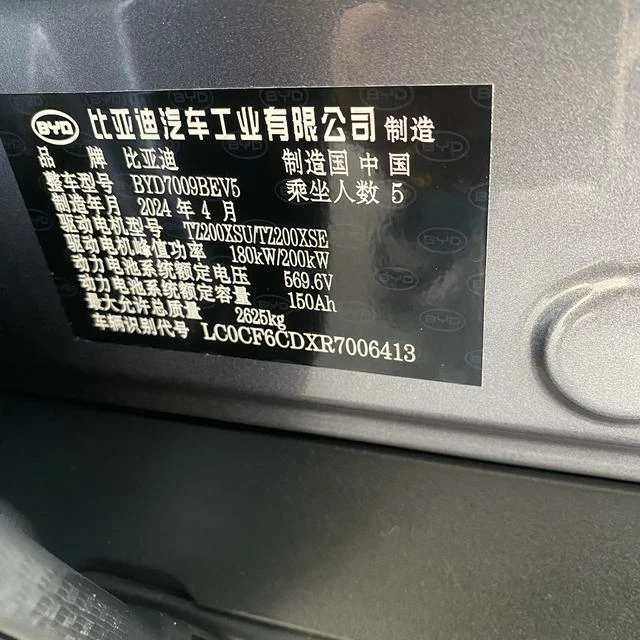 BYD 比亚迪汽车工业有限公司 制造
品牌 比亚迪 制造国 中国
整车型号 BYD7009BEV5 乘坐人数 5
制造年月 2024 年 4 月
驱动电机型号 TZ200XSU/TZ200XSE
驱动电机峰值功率 180kW/200kW
动力电池系统额定电压 569.6V
动力电池系统额定容量 150Ah
最大允许总质量 2625kg
车辆识别代号 LC0CF6CDXR7006413